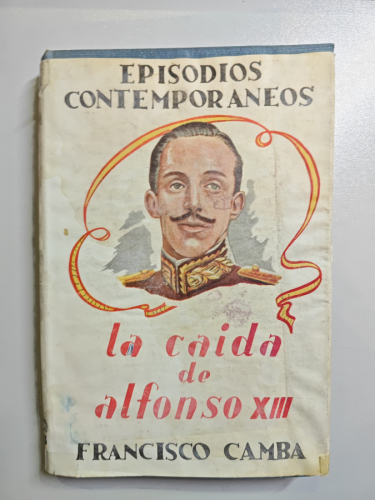 EPISODIOS
CONTEMPORANEOS
la caida
de
alfonso XIII
FRANCISCO CAMBA